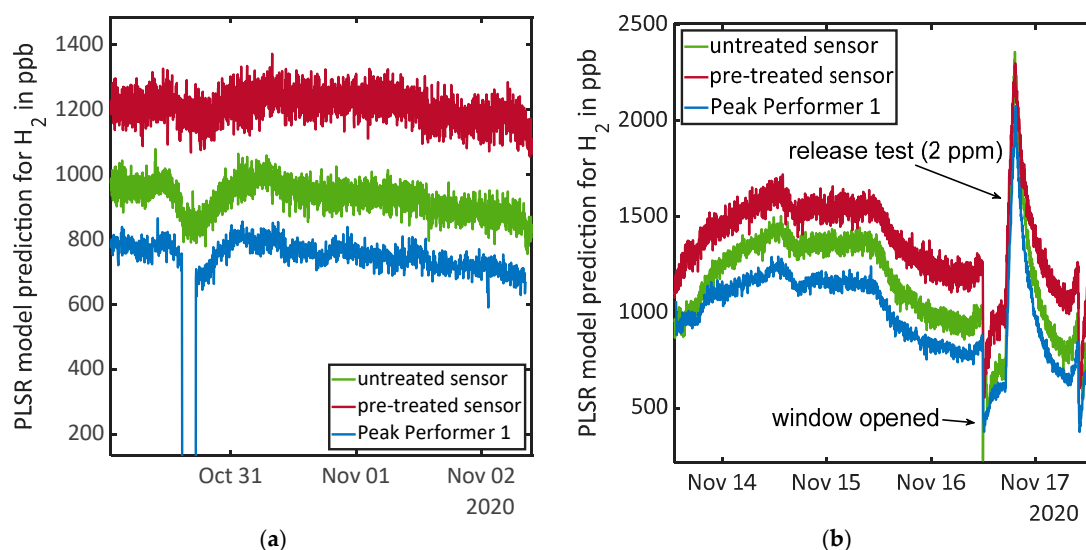 PLSR model prediction for H2 in ppb
1400
1200
1000
800
600
400
200
untreated sensor
pre-treated sensor
Peak Performer 1
Oct 31
Nov 01
Nov 02
2020
(a)
PLSR model prediction for H2 in ppb
2500
2000
1500
1000
500
untreated sensor
pre-treated sensor
Peak Performer 1
release test (2 ppm)
window opened
Nov 14
Nov 15
Nov 16
Nov 17
2020
(b)